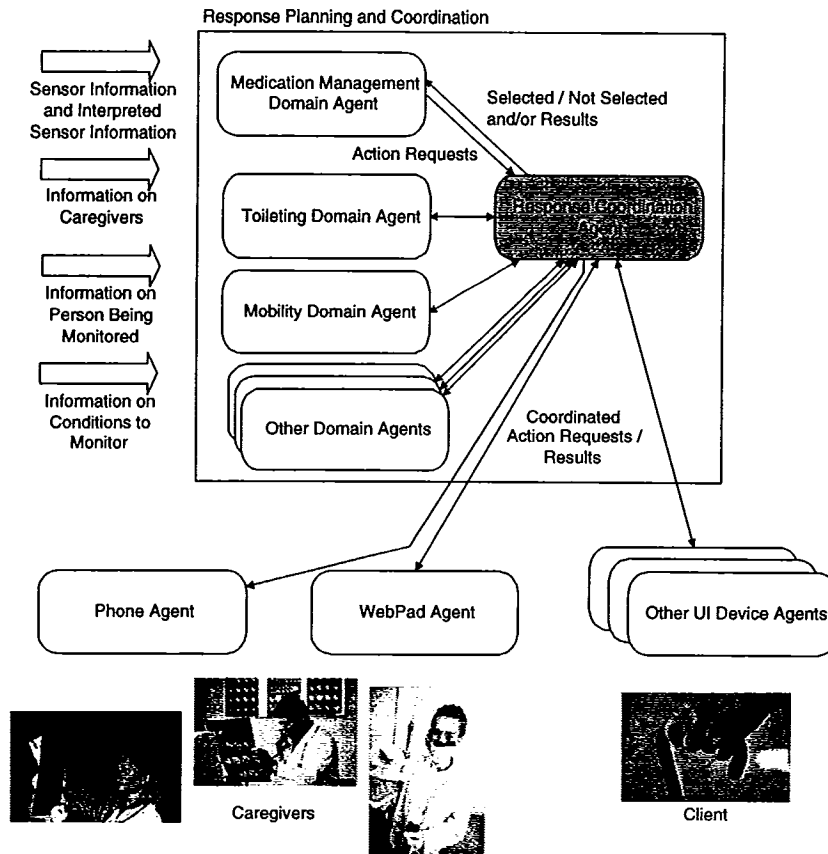 Response Planning and Coordination
Sensor Information
and Interpreted
Sensor Information
Information on
Caregivers
Information on
Person Being
Monitored
Information on
Conditions to
Monitor
Medication Management
Domain Agent
Selected / Not Selected
and/or Results
Action Requests
Response Coordination
Agent
Toileting Domain Agent
Mobility Domain Agent
Other Domain Agents
Coordinated
Action Requests /
Results
Phone Agent
WebPad Agent
Other UI Device Agents
Caregivers
Client